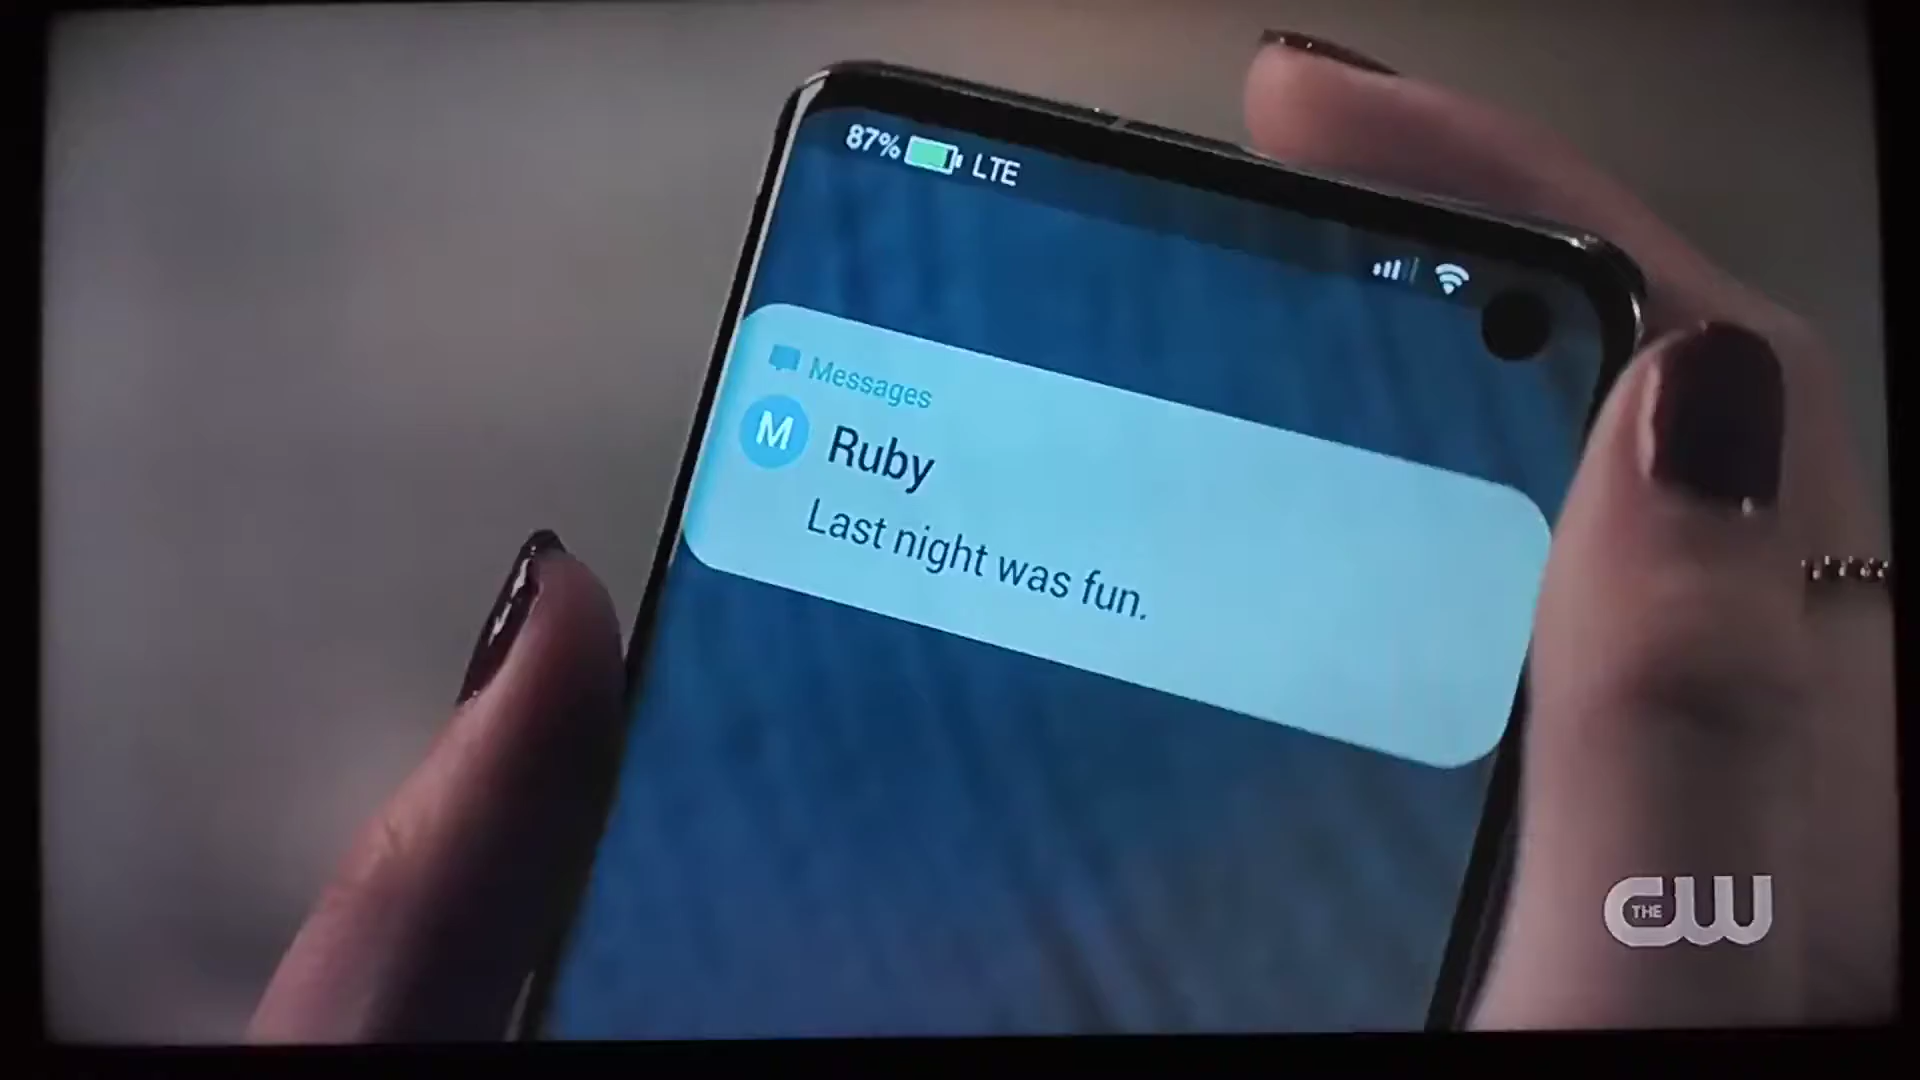 87% LTE
Messages
M
Ruby
Last night was fun.
THE CW